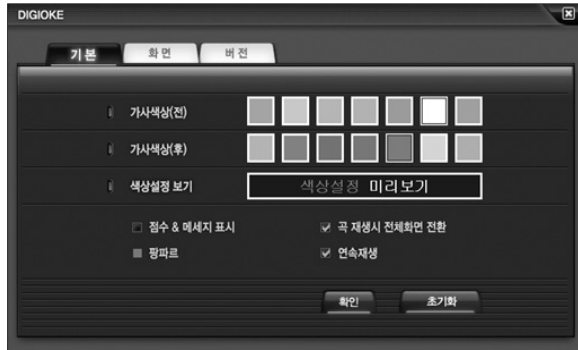 DIGIOKE
기본 화면 버전
가사색상(전)
가사색상(후)
색상설정 보기 색상설정 미리보기
점수 & 메세지 표시 곡 재생시 전체화면 전환
팡파르 연속재생
확인 초기화